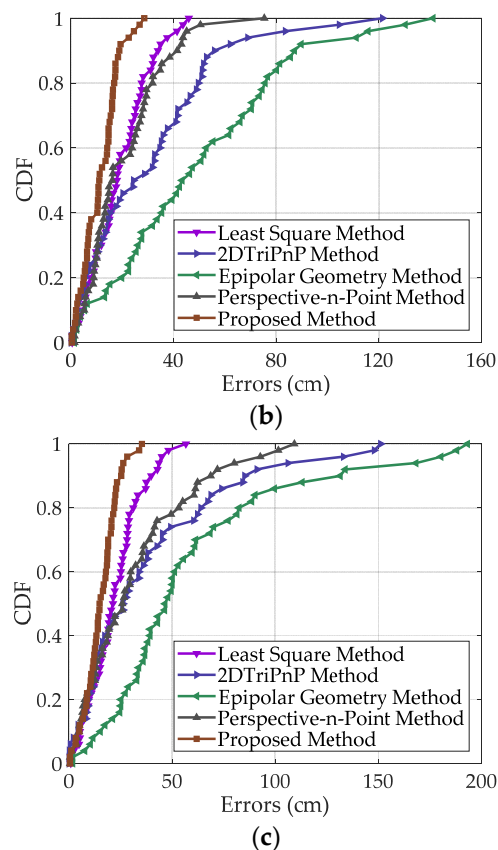 1
0.8
0.6
0.4
0.2
0
CDF
Least Square Method
2DTriPnP Method
Epipolar Geometry Method
Perspective-n-Point Method
Proposed Method
0 40 80 120 160
Errors (cm)
(b)
1
0.8
0.6
0.4
0.2
0
CDF
Least Square Method
2DTriPnP Method
Epipolar Geometry Method
Perspective-n-Point Method
Proposed Method
0 50 100 150 200
Errors (cm)
(c)